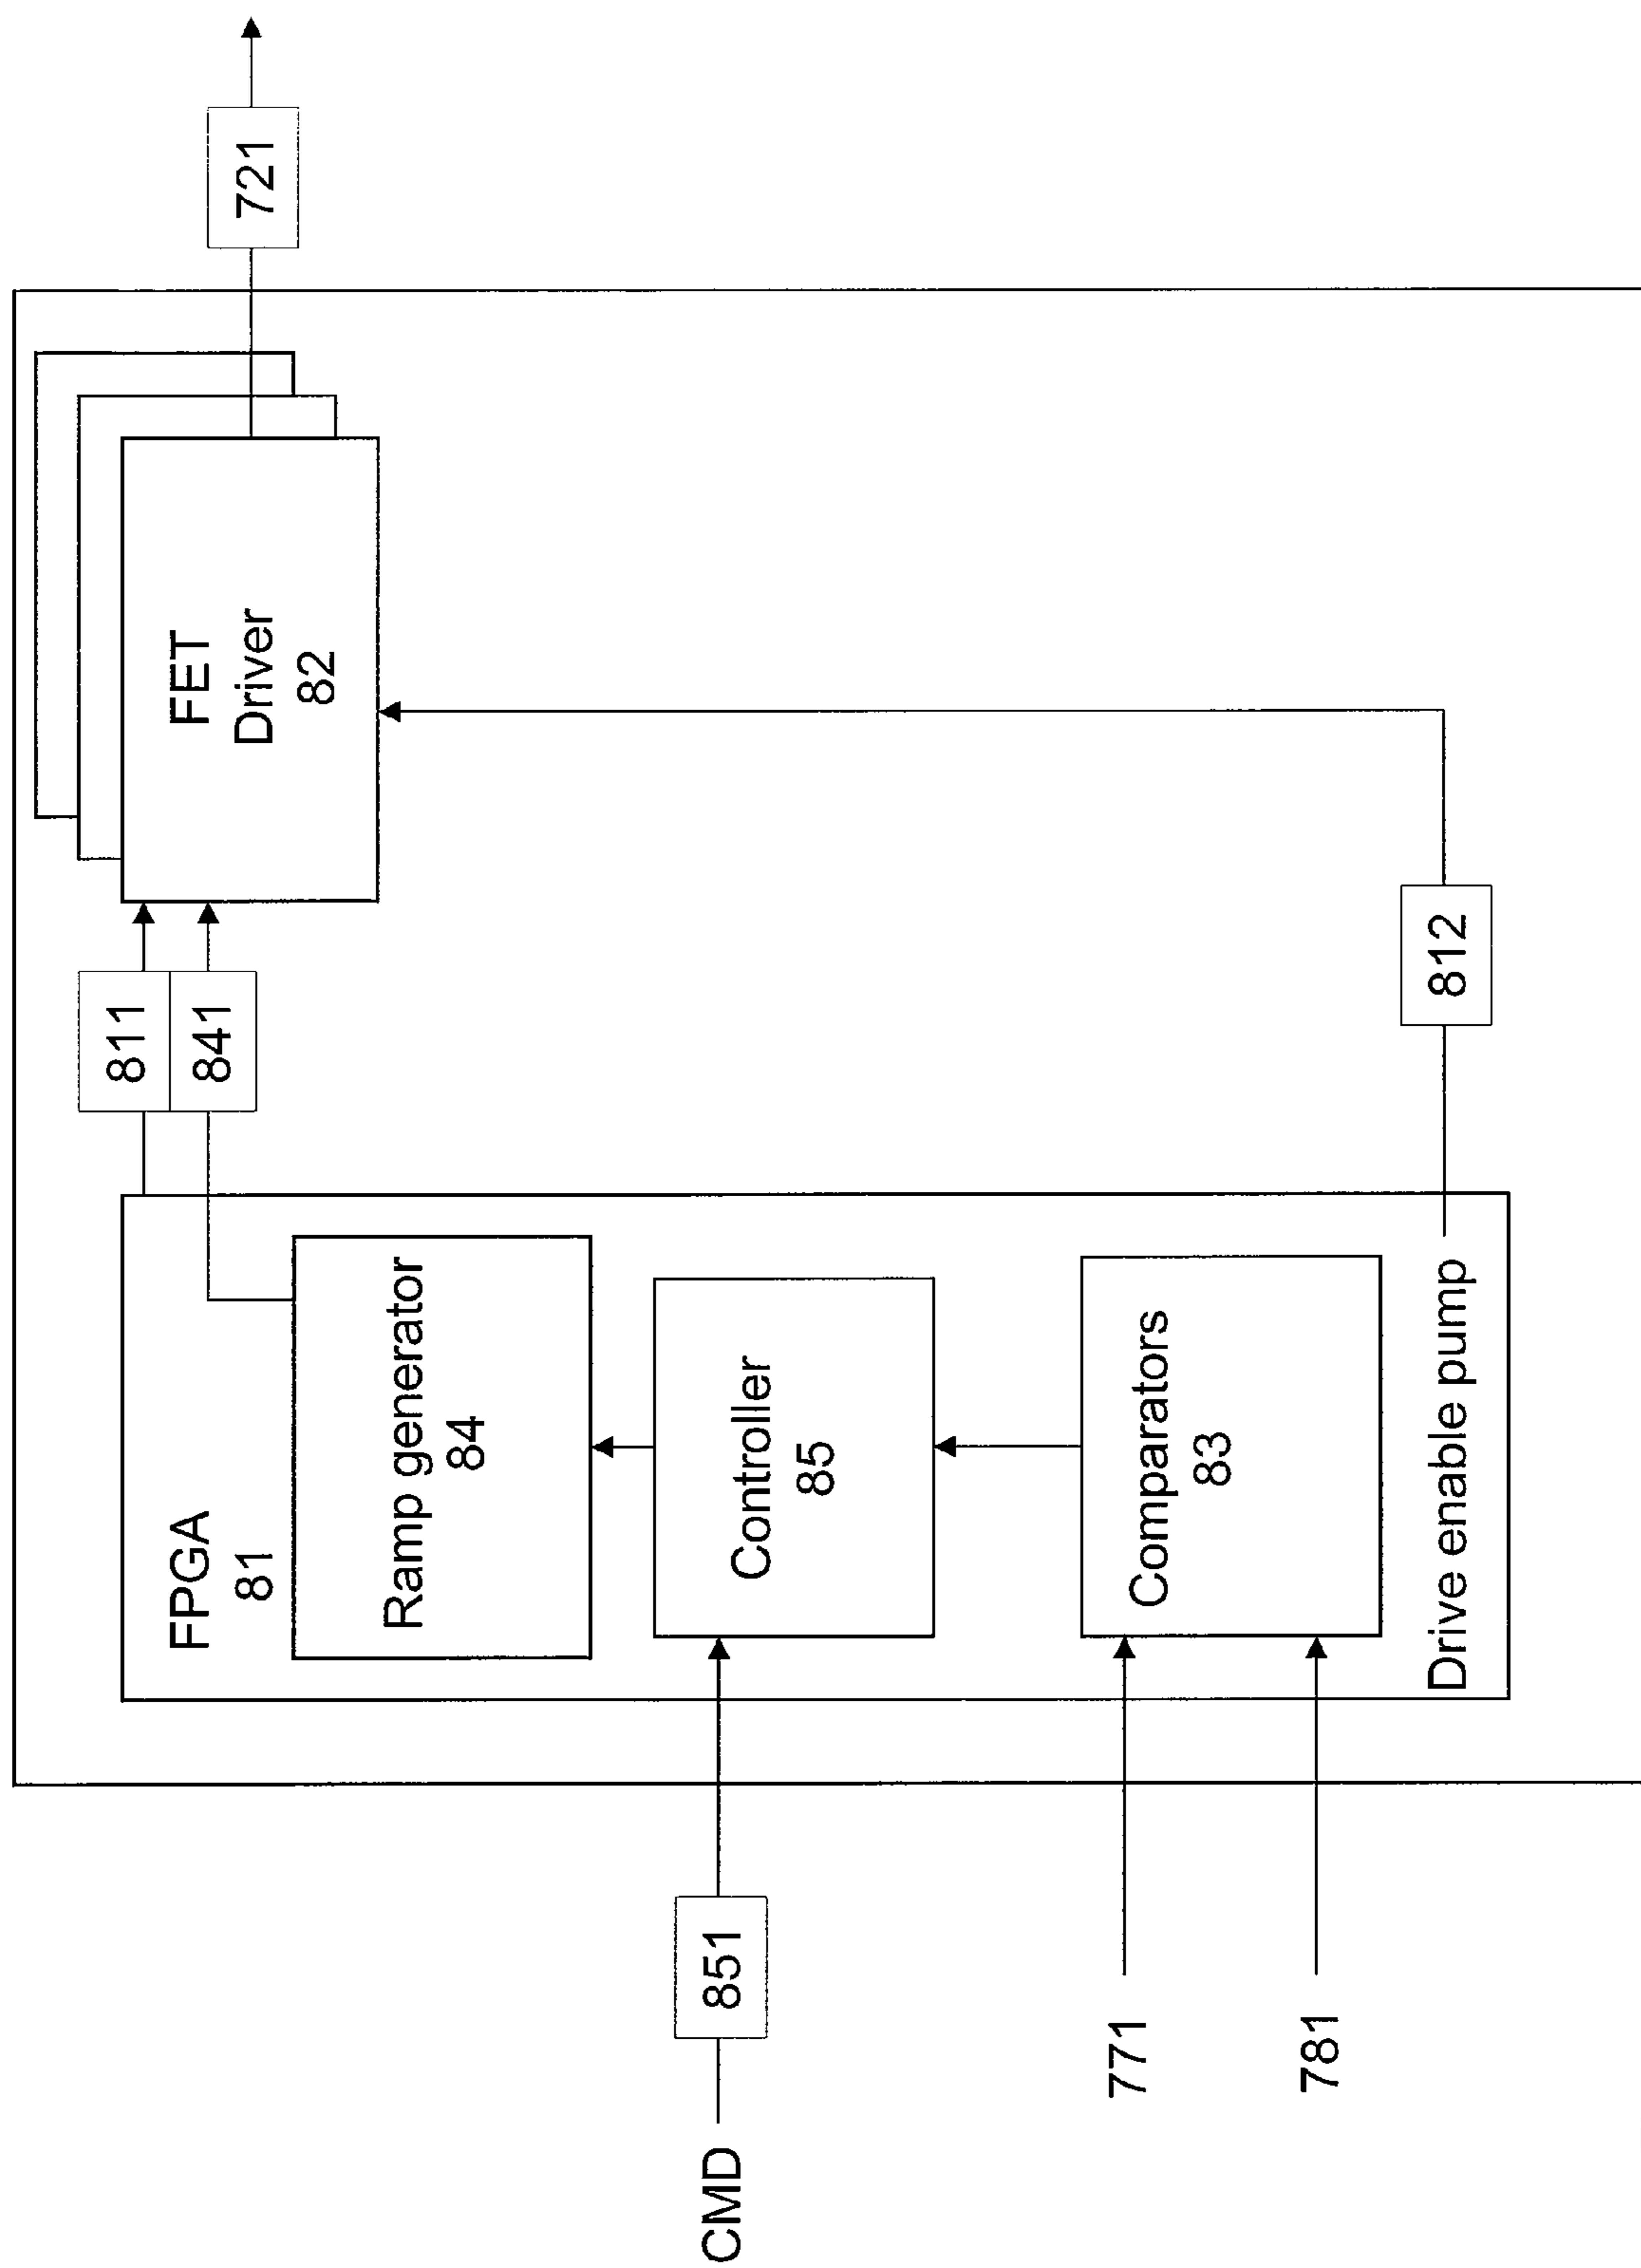 FPGA
81
Ramp generator
84
Controller
85
Comparators
83
Drive enable pump
CMD
851
771
781
811
841
812
FET
Driver
82
721